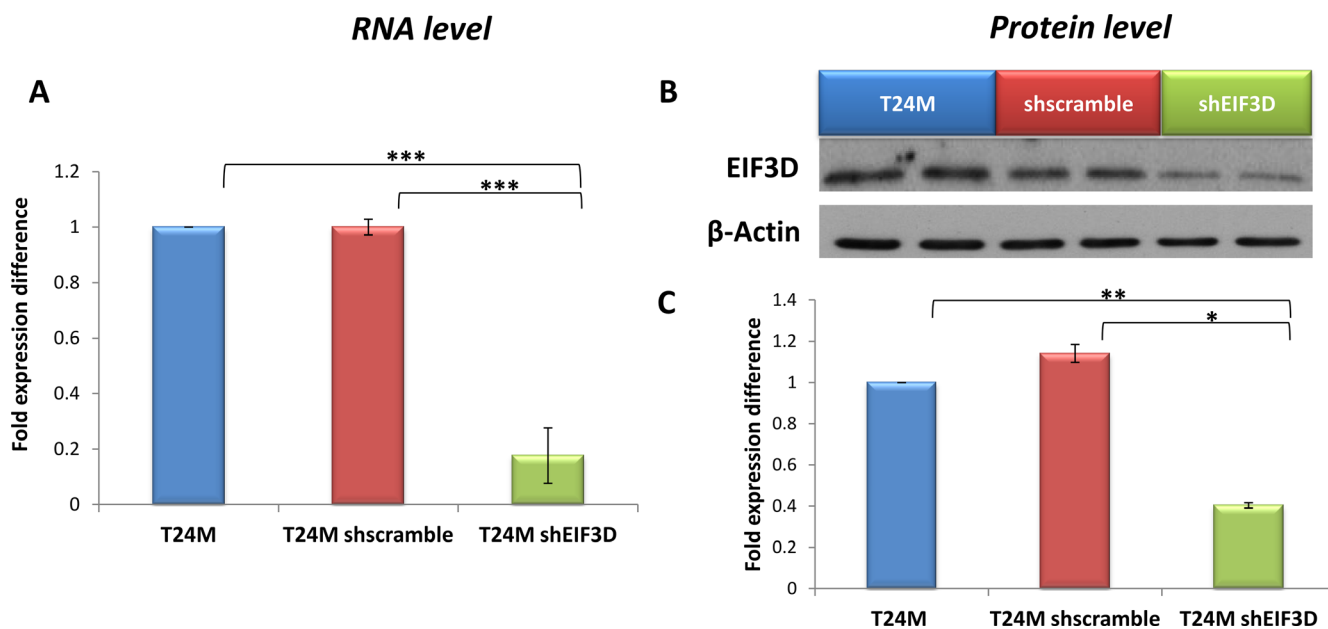 RNA level
Protein level
A
Fold expression difference
1.2
1
0.8
0.6
0.4
0.2
0
***
***
T24M
T24M shscramble
T24M shEIF3D
B
T24M
shscramble
shEIF3D
EIF3D
β-Actin
C
Fold expression difference
1.4
1.2
1
0.8
0.6
0.4
0.2
0
**
*
T24M
T24M shscramble
T24M shEIF3D